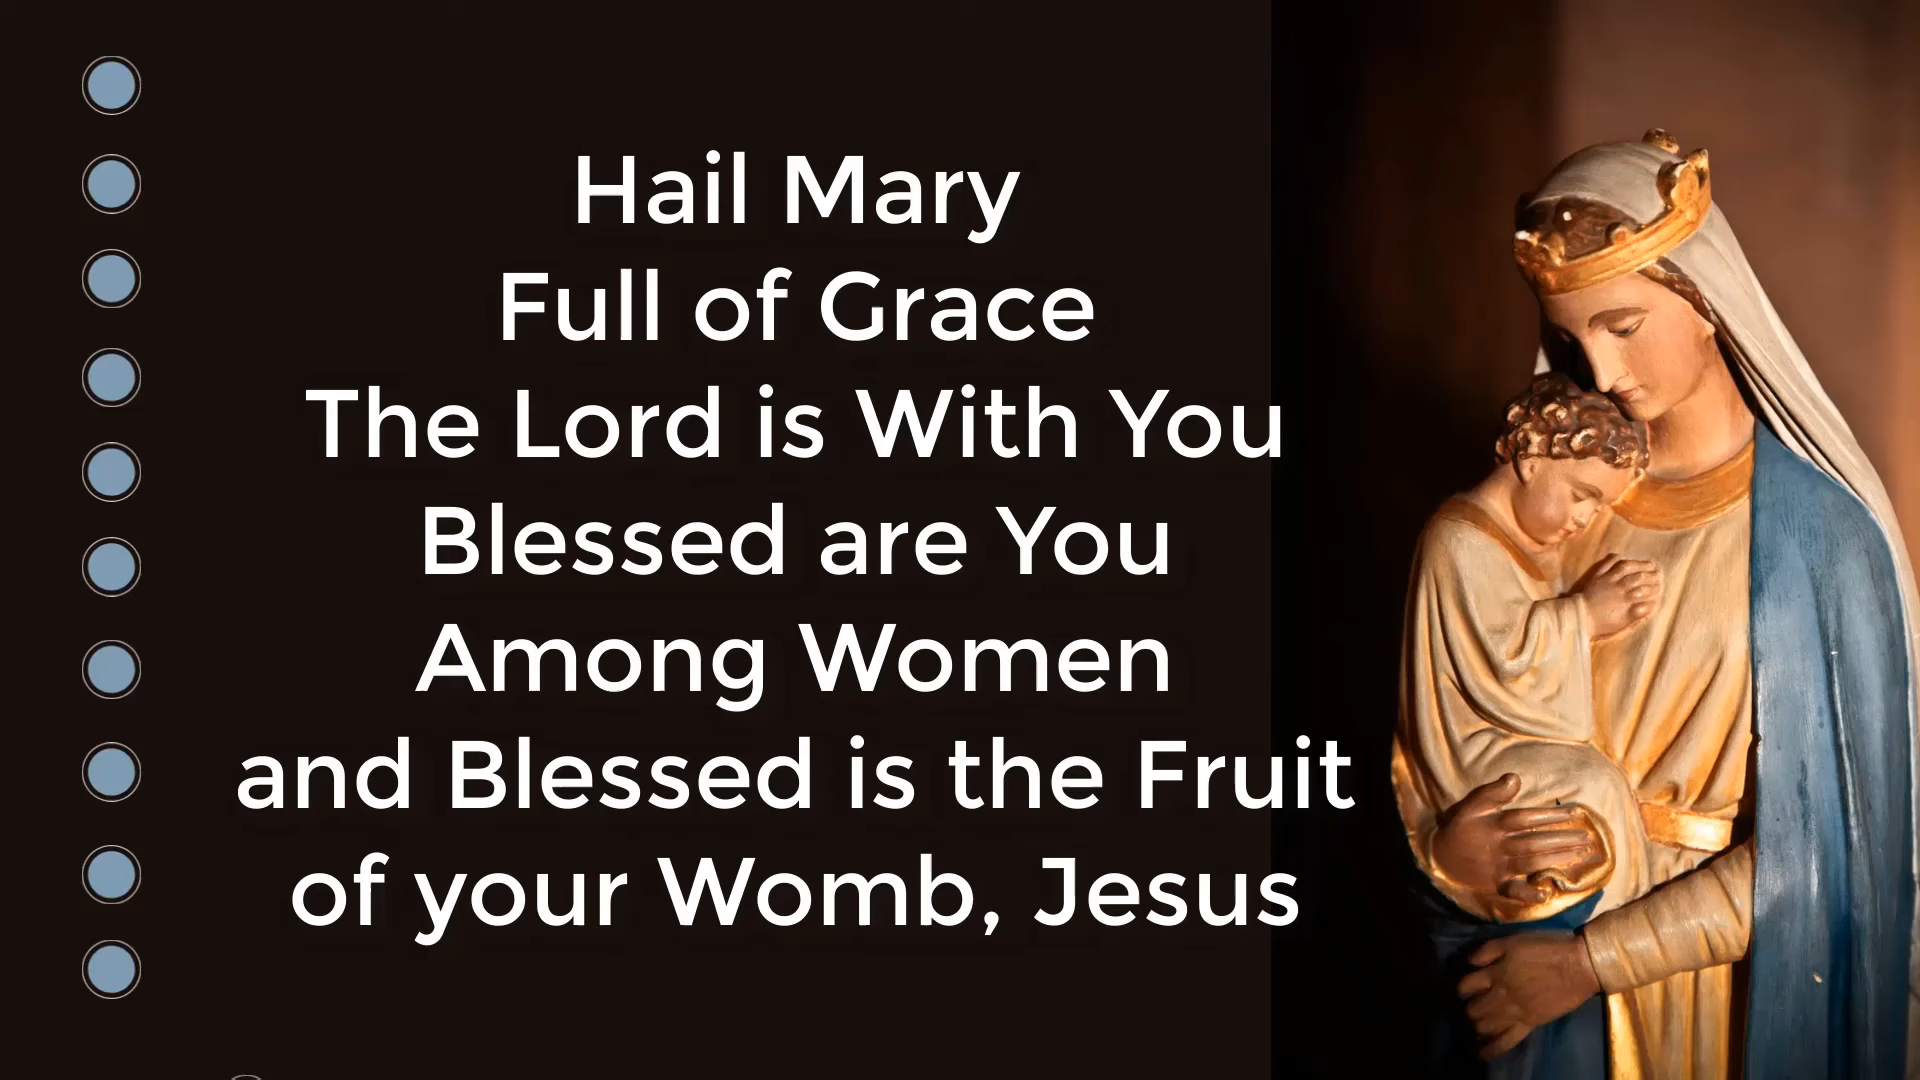 Hail Mary
Full of Grace
The Lord is With You
Blessed are You
Among Women
and Blessed is the Fruit
of your Womb, Jesus